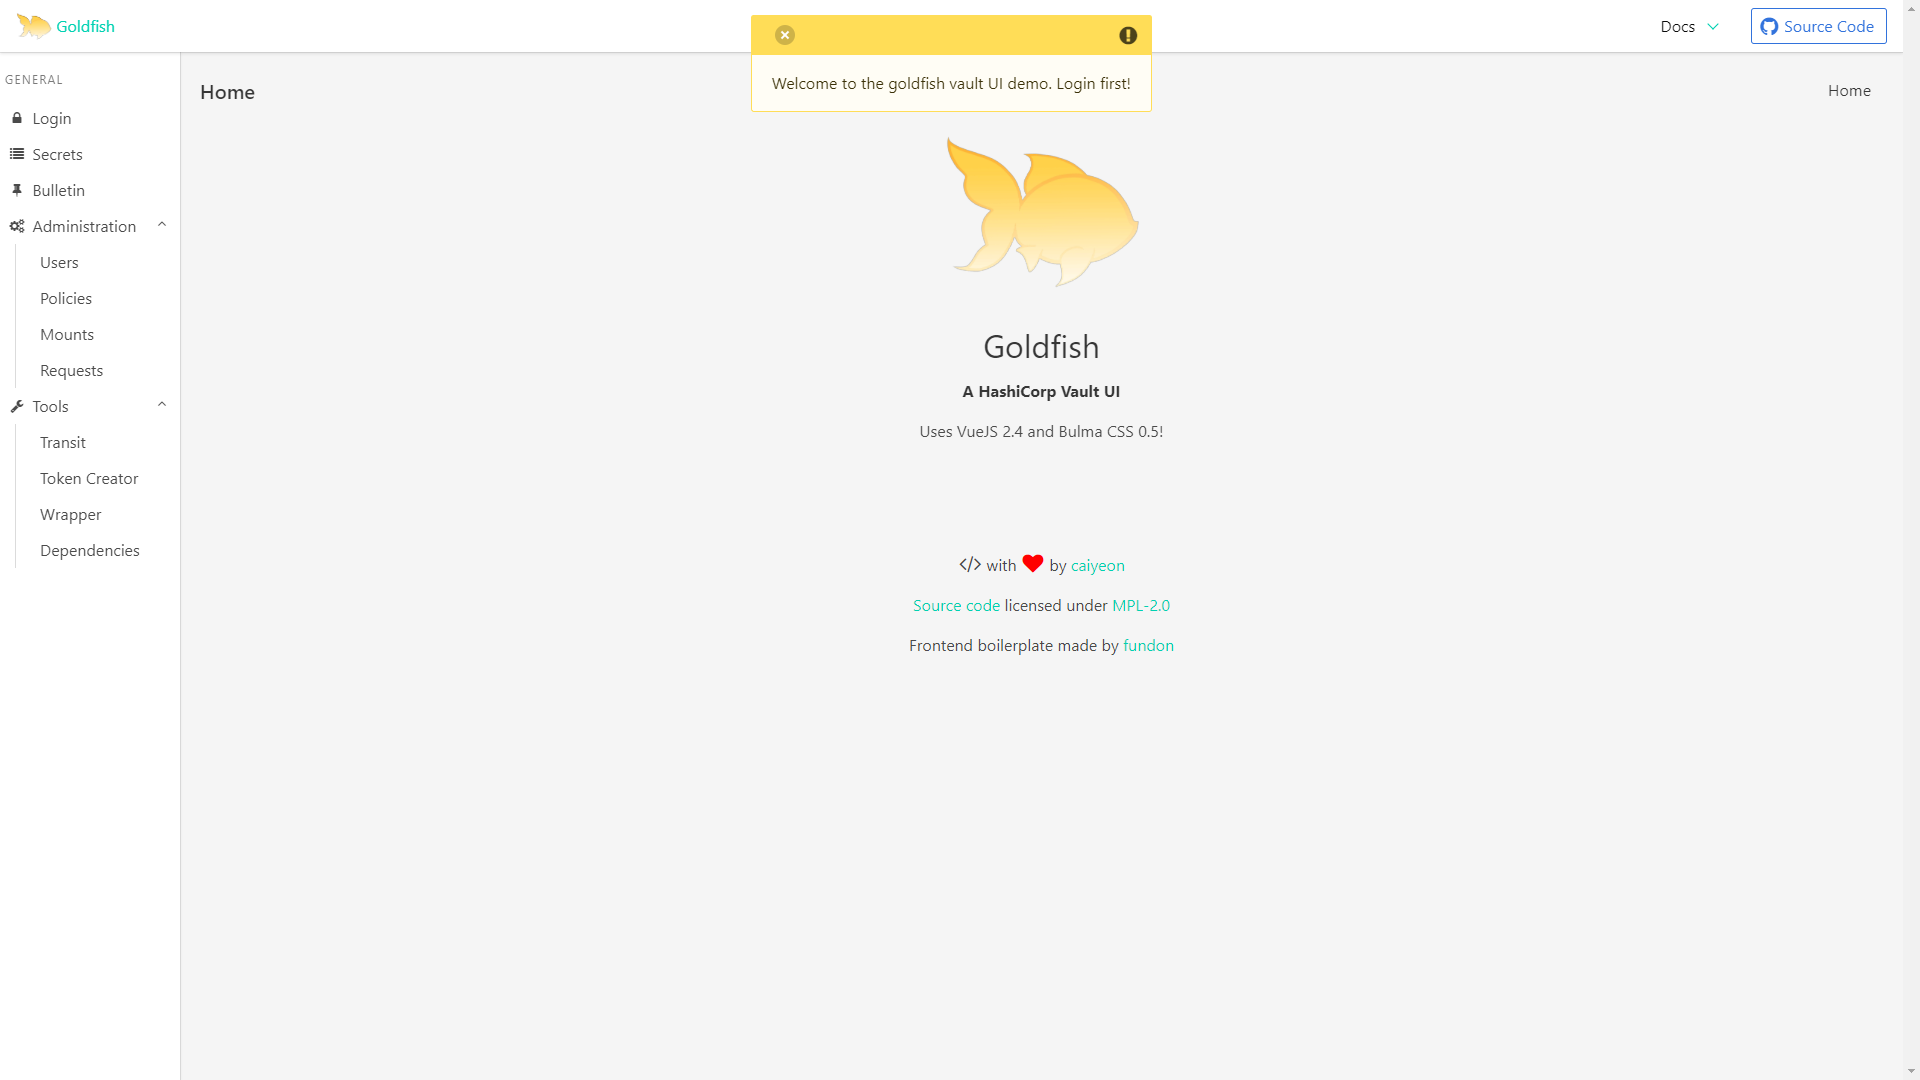 Goldfish
Docs
Source Code
Welcome to the goldfish vault UI demo. Login first!
GENERAL
Login
Secrets
Bulletin
Administration
Users
Policies
Mounts
Requests
Tools
Transit
Token Creator
Wrapper
Dependencies
Home
Home
Goldfish
A HashiCorp Vault UI
Uses VueJS 2.4 and Bulma CSS 0.5!
</> with ❤ by caiyeon
Source code licensed under MPL-2.0
Frontend boilerplate made by fundon